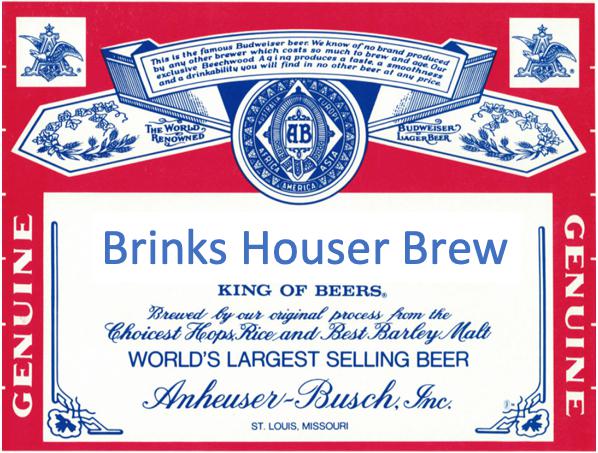 This is the famous Budweiser beer. We know of no brand produced
by any other brewer which costs so much to brew and age. Our
exclusive Beechwood Aging produces a taste, a smoothness
and a drinkability you will find in no other beer at any price.
THE WORLD
RENOWNED
AB
EUROPE
AFRICA
AMERICA
BUDWEISER
LAGER BEER
GENUINE
Brinks Houser Brew
KING OF BEERS®
Brewed by our original process from the
Choicest Hops, Rice and Best Barley Malt
WORLD'S LARGEST SELLING BEER
Anheuser-Busch, Inc.
ST. LOUIS, MISSOURI
GENUINE